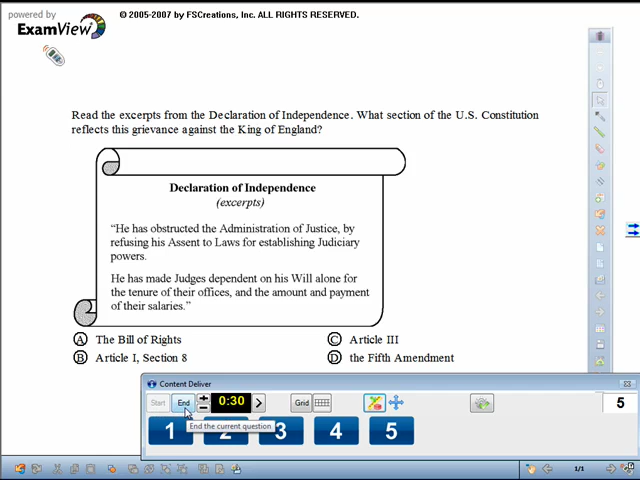 powered by
ExamView
© 2005-2007 by FSCreations, Inc. ALL RIGHTS RESERVED.
Read the excerpts from the Declaration of Independence. What section of the U.S. Constitution
reflects this grievance against the King of England?
Declaration of Independence
(excerpts)
“He has obstructed the Administration of Justice, by
refusing his Assent to Laws for establishing Judiciary
powers.
He has made Judges dependent on his Will alone for
the tenure of their offices, and the amount and payment
of their salaries.”
A The Bill of Rights
C Article III
B Article I, Section 8
D the Fifth Amendment
Content Deliver
Start End 0:30 Grid 5
End the current question
1 2 3 4 5
1/1